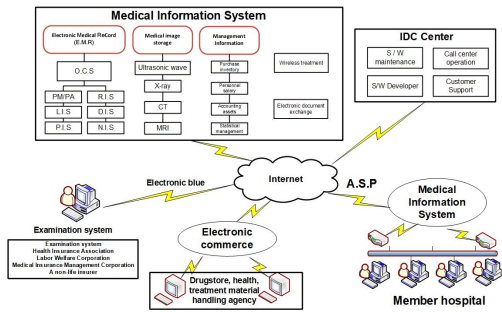 Medical Information System
Electronic Medical ReCord
(E.M.R)
Medical image
storage
Management
Information
O.C.S
PM/PA
R.I.S
L.I.S
D.I.S
P.I.S
N.I.S
Ultrasonic wave
X-ray
CT
MRI
Purchase
inventory
Personnel
salary
Accounting
assets
Statistical
management
Wireless treatment
Electronic document
exchange
IDC Center
S / W
maintenance
Call center
operation
S/W Developer
Customer
Support
Internet
Electronic blue
A.S.P
Examination system
Examination system
Health Insurance Association
Labor Welfare Corporation
Medical Insurance Management Corporation
A non-life insurer
Electronic
commerce
Drugstore, health,
treatment material
handling agency
Medical
Information
System
Member hospital